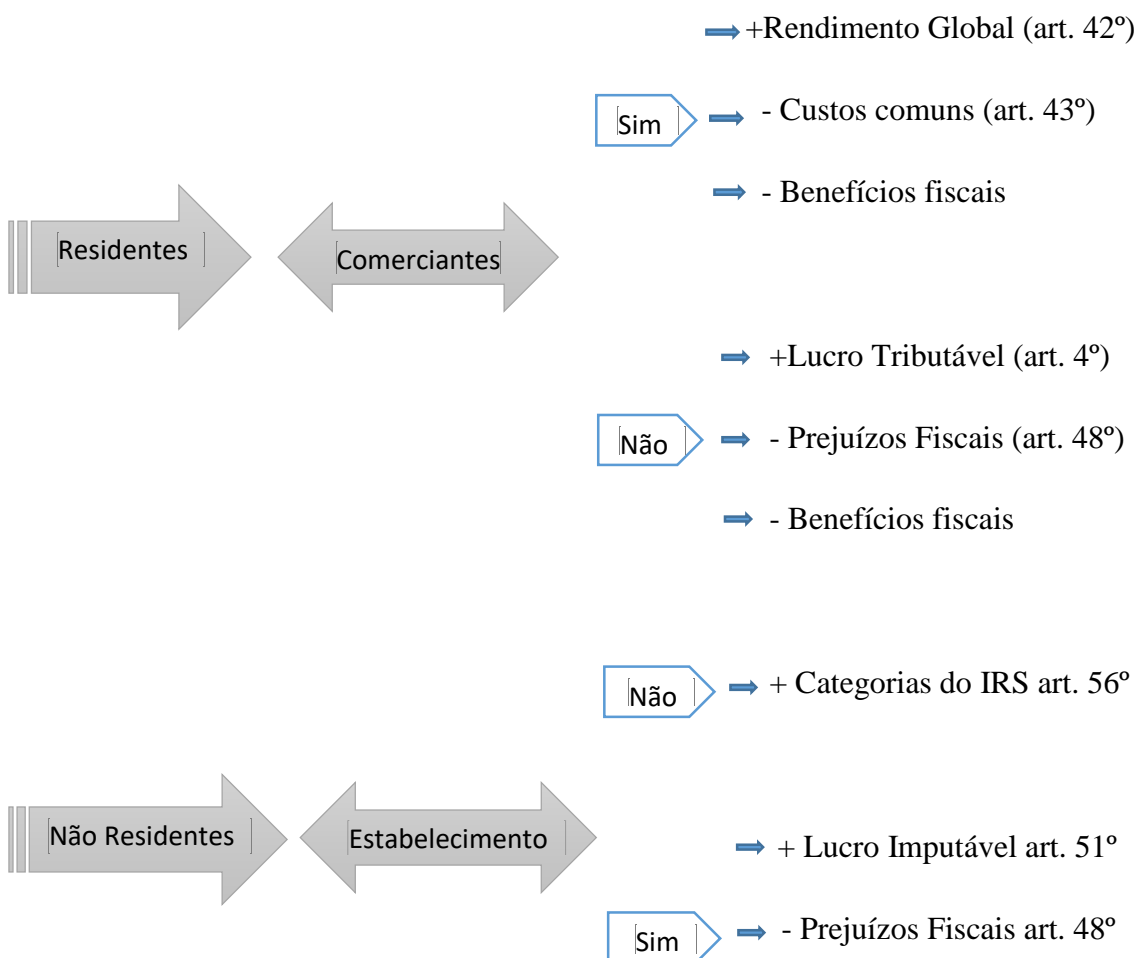 +Rendimento Global (art. 42º)
Sim
- Custos comuns (art. 43º)
- Benefícios fiscais
Residentes
Comerciantes
+Lucro Tributável (art. 4º)
Não
- Prejuízos Fiscais (art. 48º)
- Benefícios fiscais
Não
+ Categorias do IRS art. 56º
Não Residentes
Estabelecimento
+ Lucro Imputável art. 51º
Sim
- Prejuízos Fiscais art. 48º